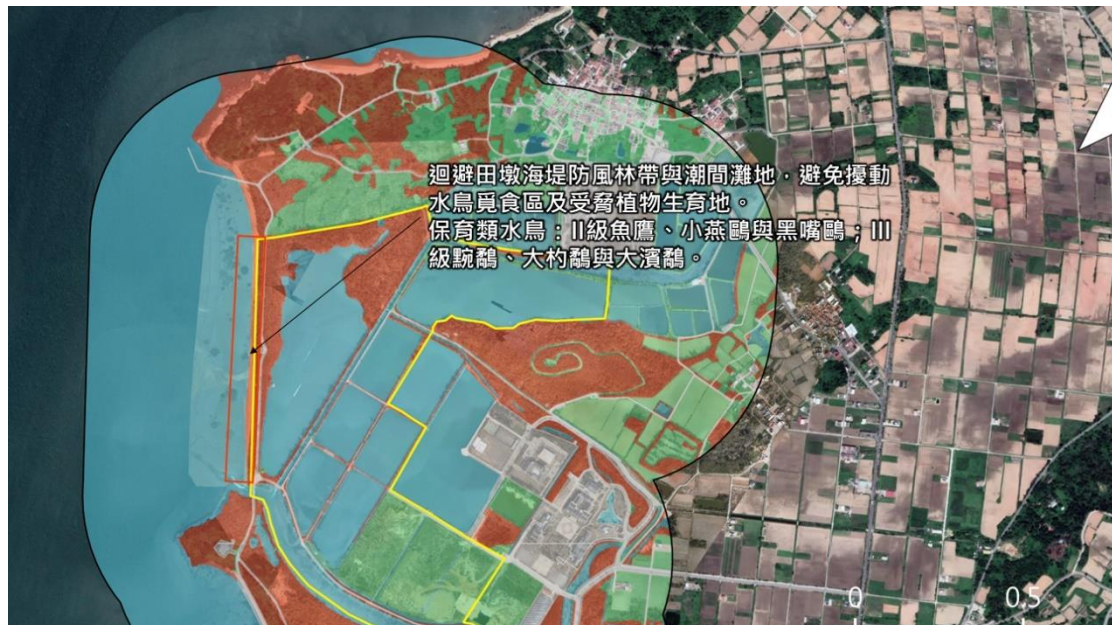 迴避田墩海堤防風林帶與潮間灘地，避免擾動
水鳥覓食區及受脅植物生育地。
保育類水鳥：II級魚鷹、小燕鷗與黑嘴鷗；III
級黦鷸、大杓鷸與大濱鷸。
0
0.5